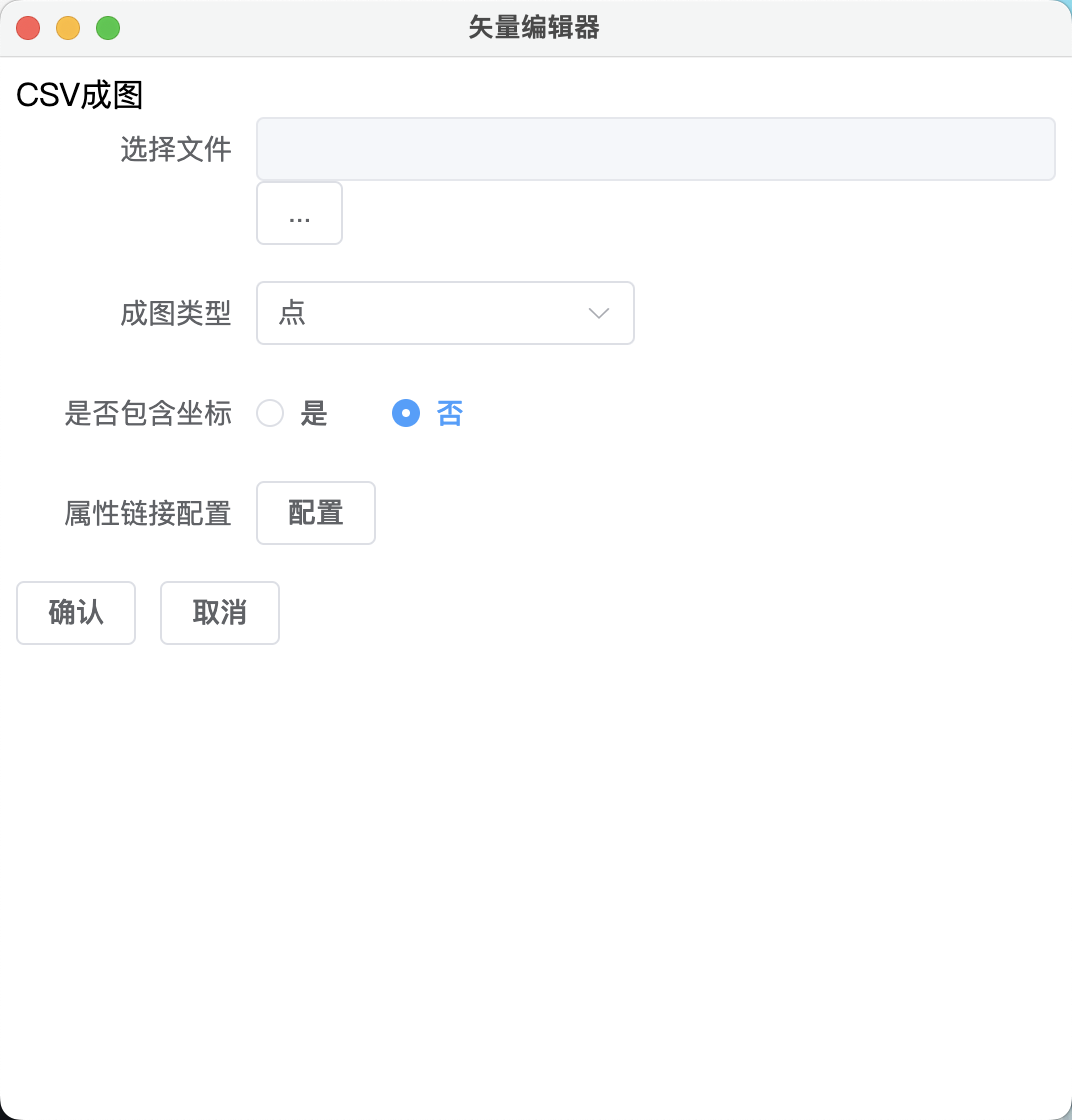 矢量编辑器
CSV成图
选择文件
...
成图类型 点
是否包含坐标 是 否
属性链接配置 配置
确认 取消